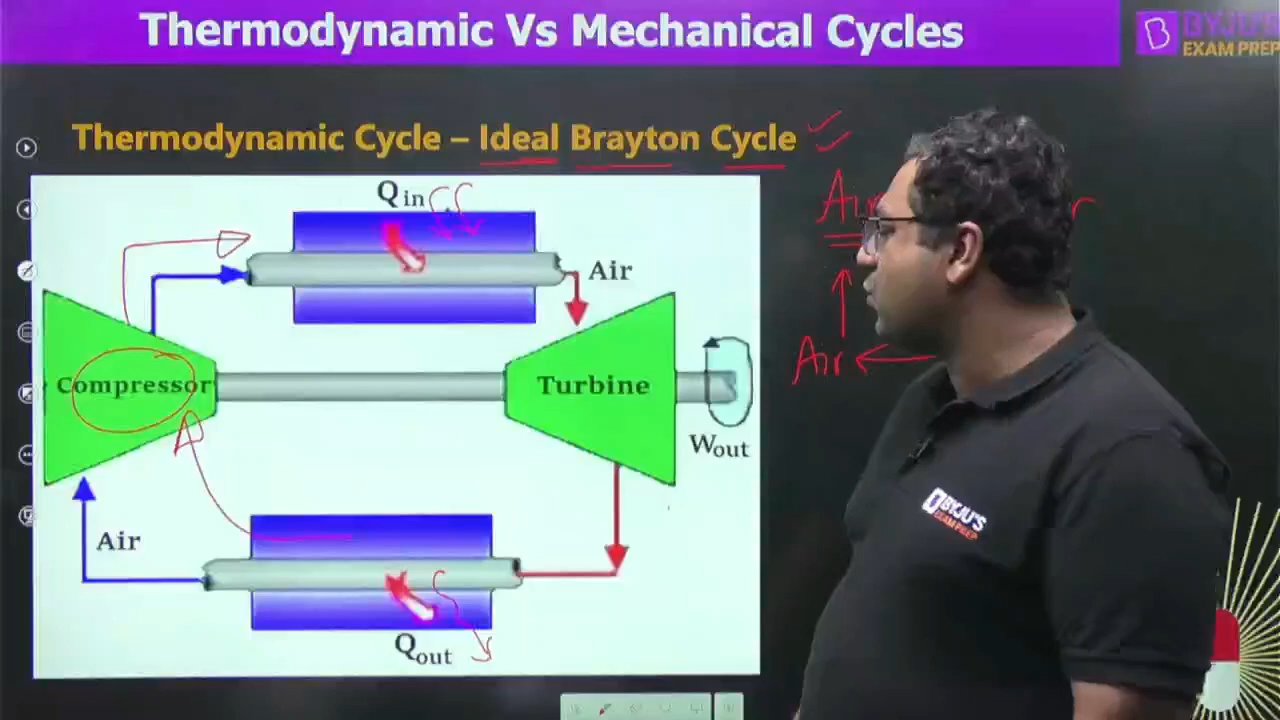 Thermodynamic Vs Mechanical Cycles
BYJU'S
EXAM PREP
Thermodynamic Cycle – Ideal Brayton Cycle
Q in
Air
Compressor
Turbine
Air
W out
Air
Q out
BYJU'S
EXAM PREP